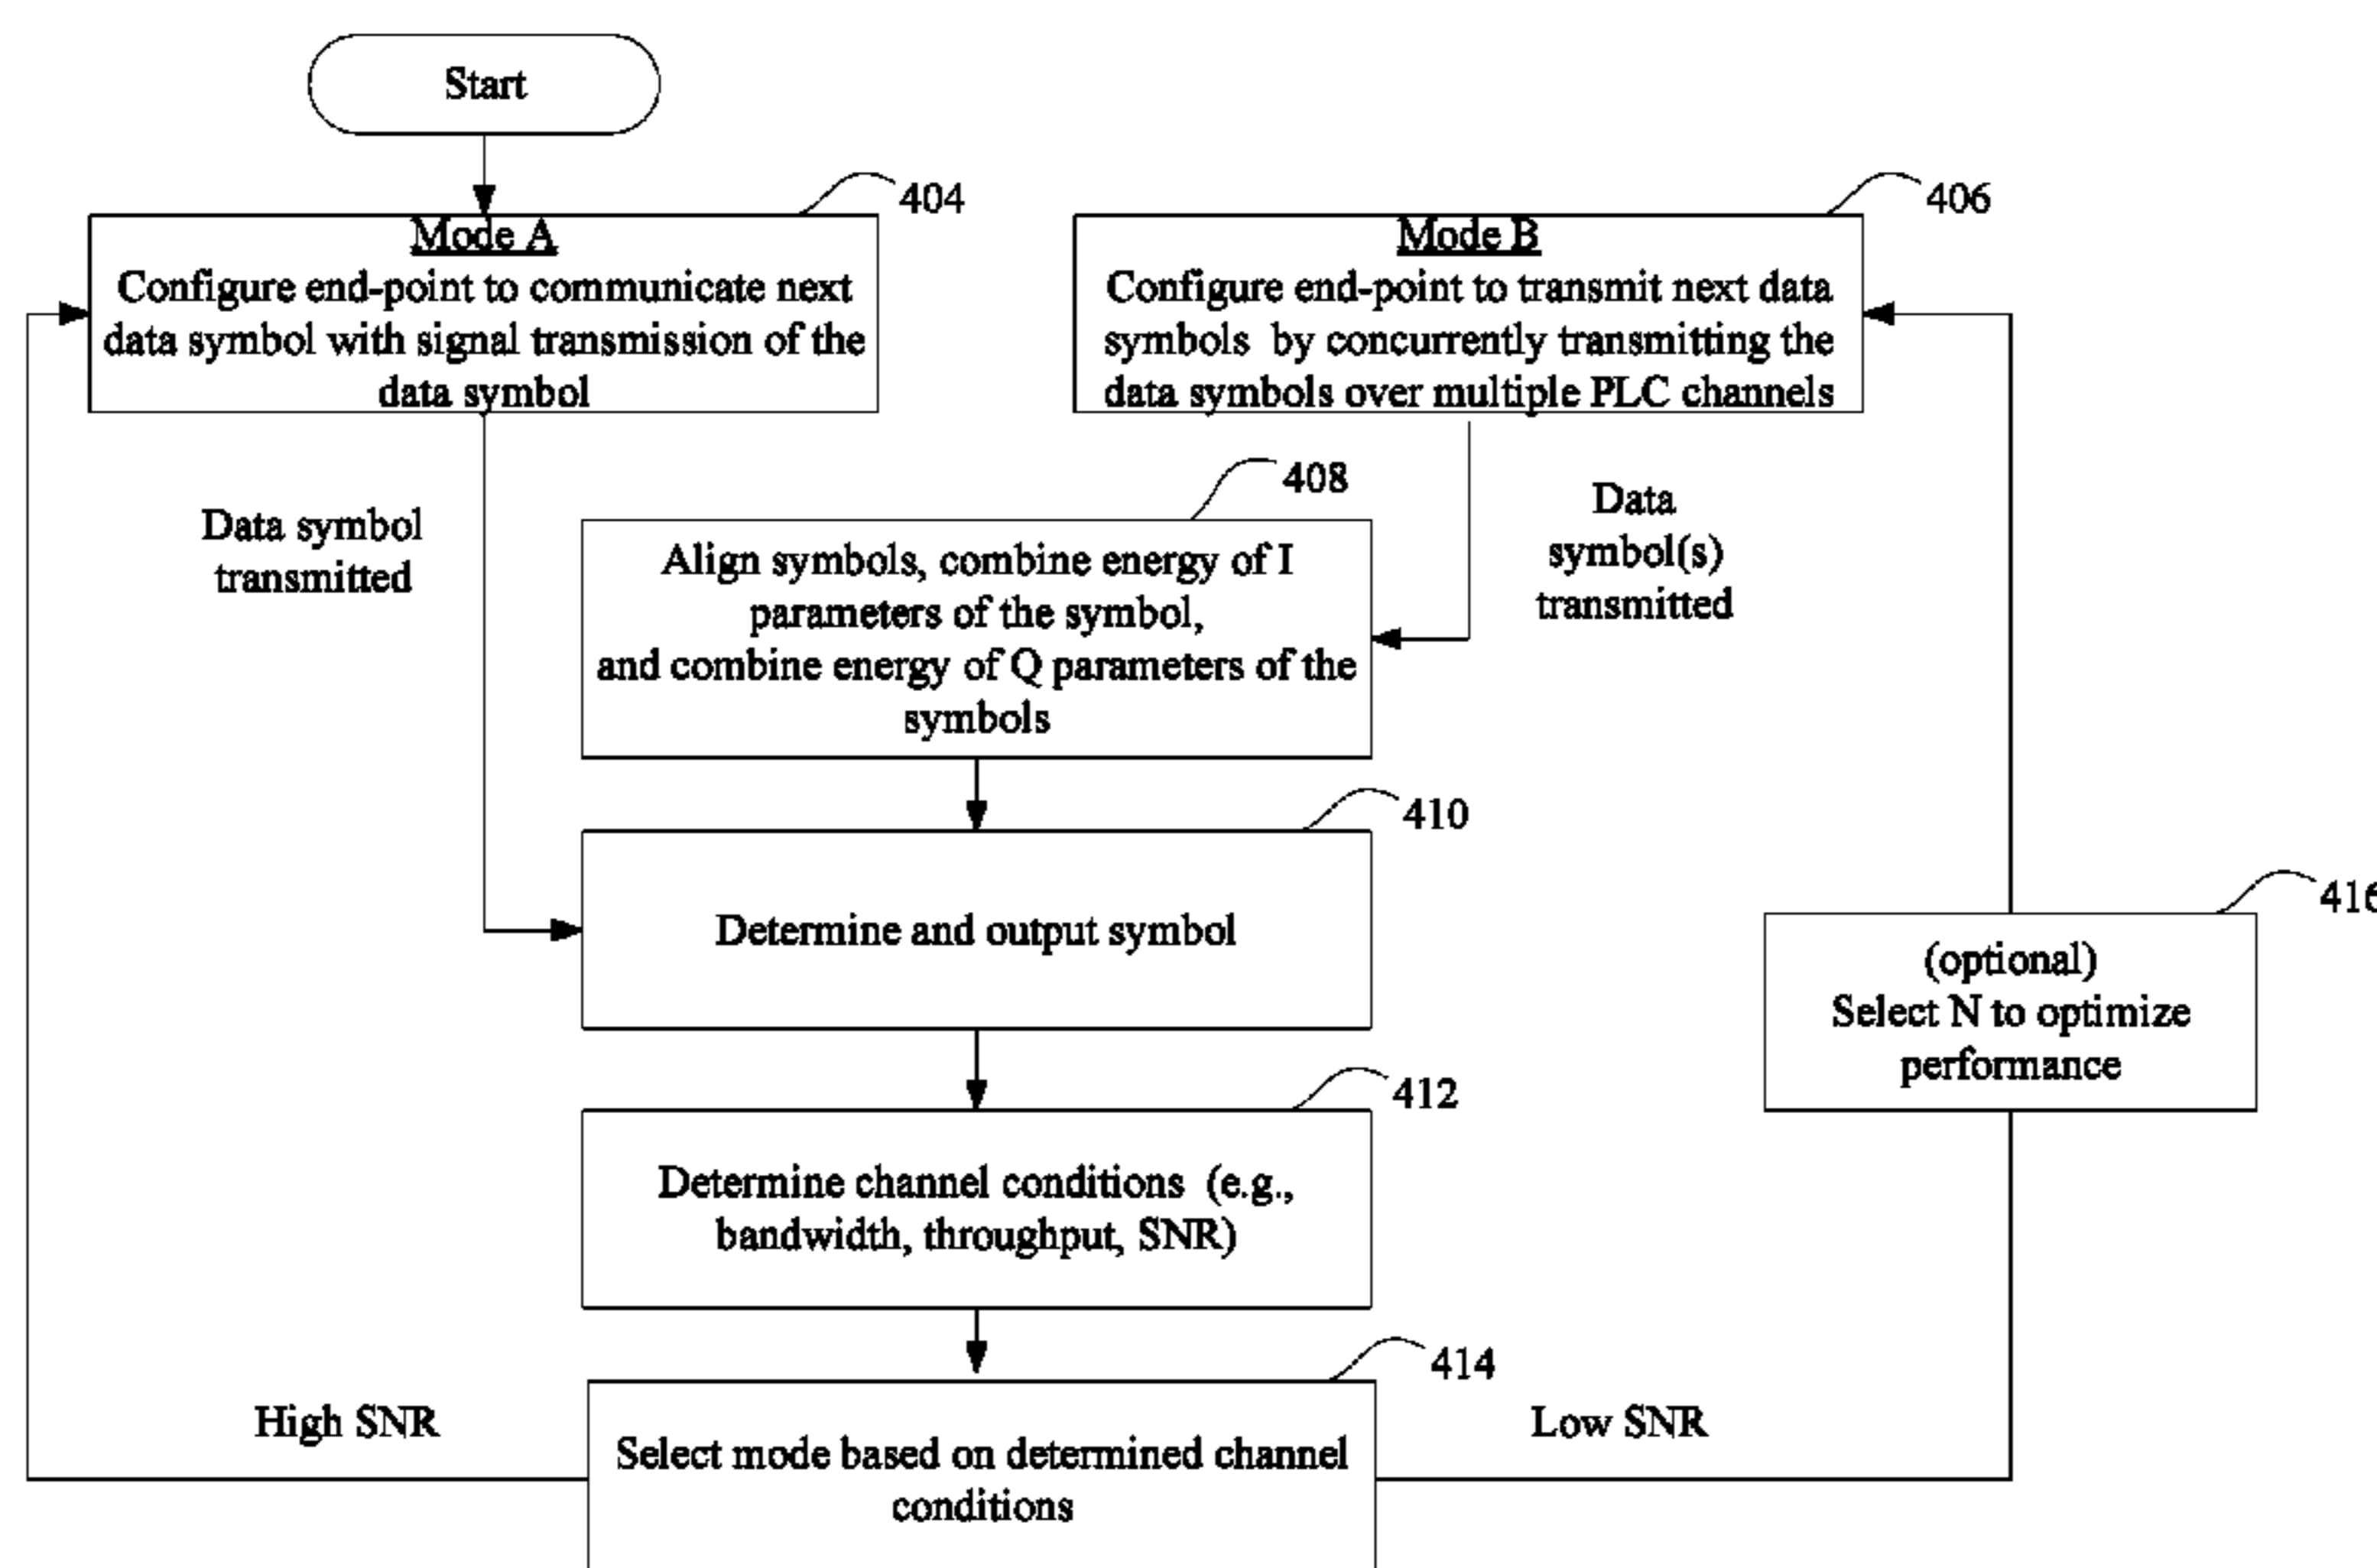 Start
404
Mode A
Configure end-point to communicate next
data symbol with signal transmission of the
data symbol
406
Mode B
Configure end-point to transmit next data
symbols by concurrently transmitting the
data symbols over multiple PLC channels
Data symbol
transmitted
408
Align symbols, combine energy of I
parameters of the symbol,
and combine energy of Q parameters of the
symbols
Data
symbol(s)
transmitted
410
Determine and output symbol
416
(optional)
Select N to optimize
performance
412
Determine channel conditions (e.g.,
bandwidth, throughput, SNR)
414
High SNR
Select mode based on determined channel
conditions
Low SNR